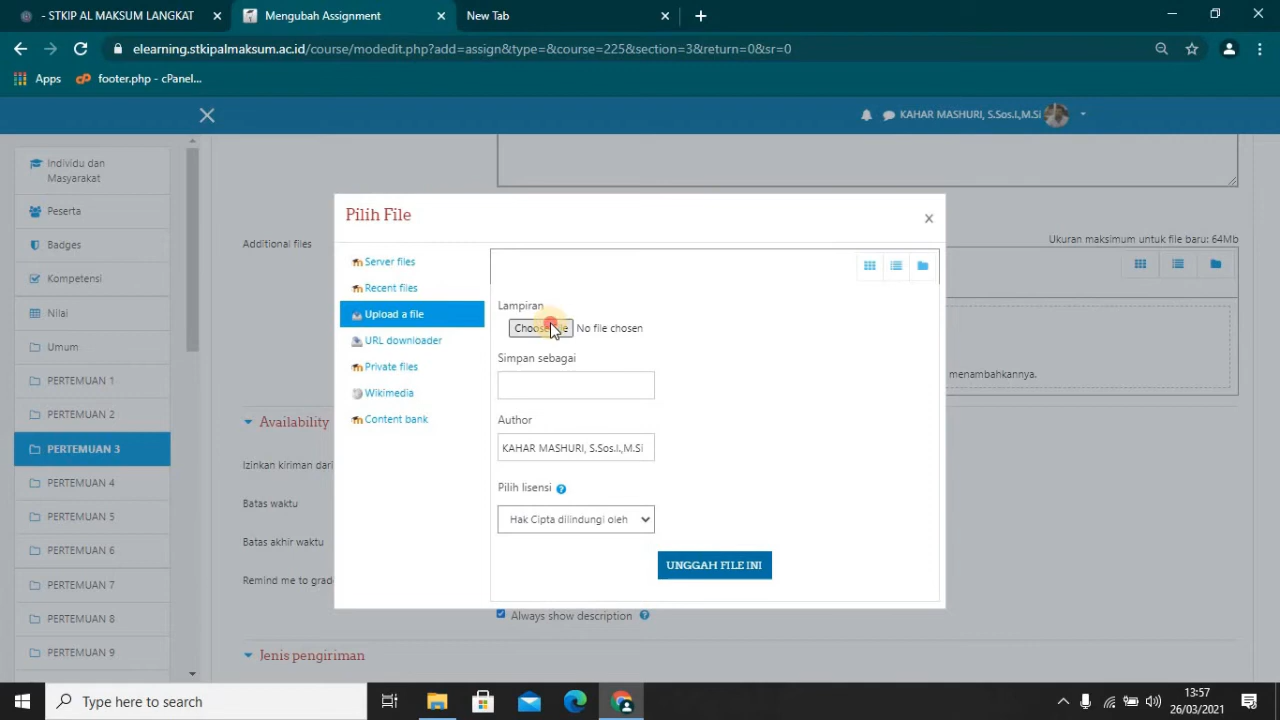 - STKIP AL MAKSUM LANGKAT
Mengubah Assignment
New Tab
elearning.stkipalmaksum.ac.id/course/modedit.php?add=assign&type=&course=225&section=3&return=0&sr=0
Apps
footer.php - cPanel...
KAHAR MASHURI, S.Sos.I.,M.Si
Individu dan
Masyarakat
Peserta
Badges
Kompetensi
Nilai
Umum
PERTEMUAN 1
PERTEMUAN 2
PERTEMUAN 3
PERTEMUAN 4
PERTEMUAN 5
PERTEMUAN 6
PERTEMUAN 7
PERTEMUAN 8
PERTEMUAN 9
Additional files
Ukuran maksimum untuk file baru: 64Mb
menambahkannya.
Availability
Izinkan kiriman dari
Batas waktu
Batas akhir waktu
Remind me to grad
Always show description
Jenis pengiriman
Pilih File
Server files
Recent files
Upload a file
URL downloader
Private files
Wikimedia
Content bank
Lampiran
No file chosen
Simpan sebagai
Author
KAHAR MASHURI, S.Sos.I.,M.Si
Pilih lisensi
Hak Cipta dilindungi oleh
UNGGAH FILE INI
Type here to search
13:57
26/03/2021